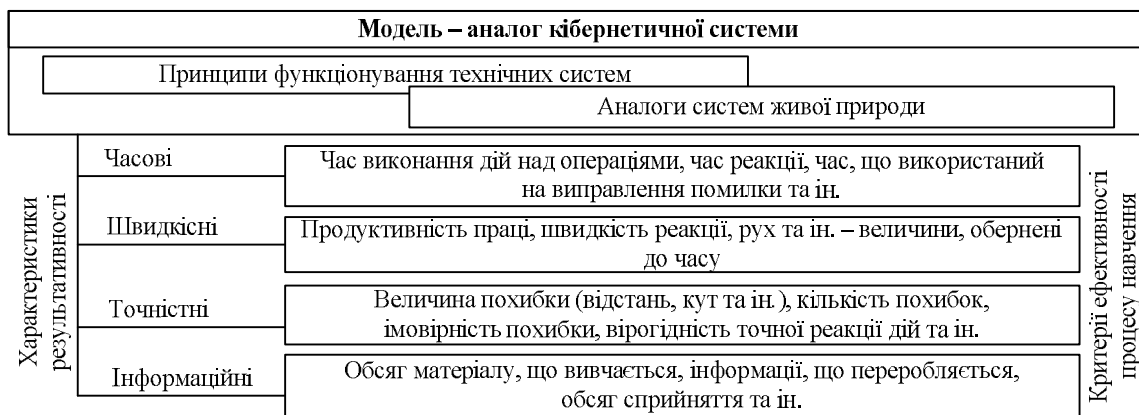 Модель – аналог кібернетичної системи
Принципи функціонування технічних систем
Аналоги систем живої природи
Характеристики
результативності
Часові
Час виконання дій над операціями, час реакції, час, що використаний
на виправлення помилки та ін.
Швидкісні
Продуктивність праці, швидкість реакції, рух та ін. – величини, обернені
до часу
Точністні
Величина похибки (відстань, кут та ін.), кількість похибок,
імовірність похибки, вірогідність точної реакції дій та ін.
Інформаційні
Обсяг матеріалу, що вивчається, інформації, що переробляється,
обсяг сприйняття та ін.
Критерії ефективності
процесу навчення